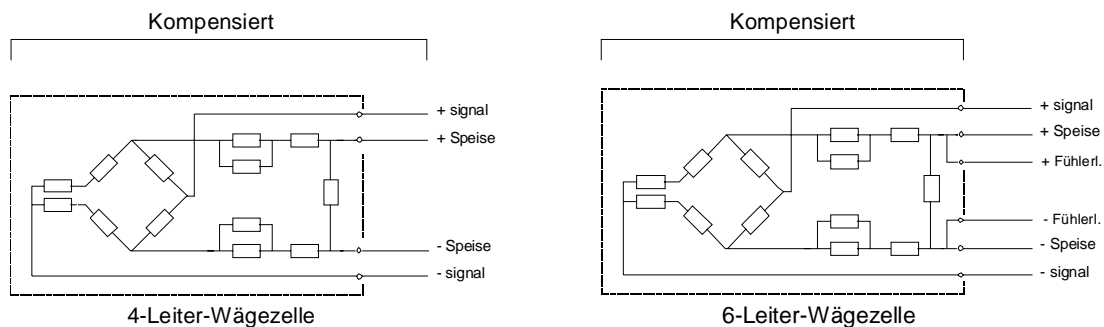 Kompensiert
+ signal
+ Speise
- Speise
- signal
4-Leiter-Wägezelle
Kompensiert
+ signal
+ Speise
+ Fühlerl.
- Fühlerl.
- Speise
- signal
6-Leiter-Wägezelle